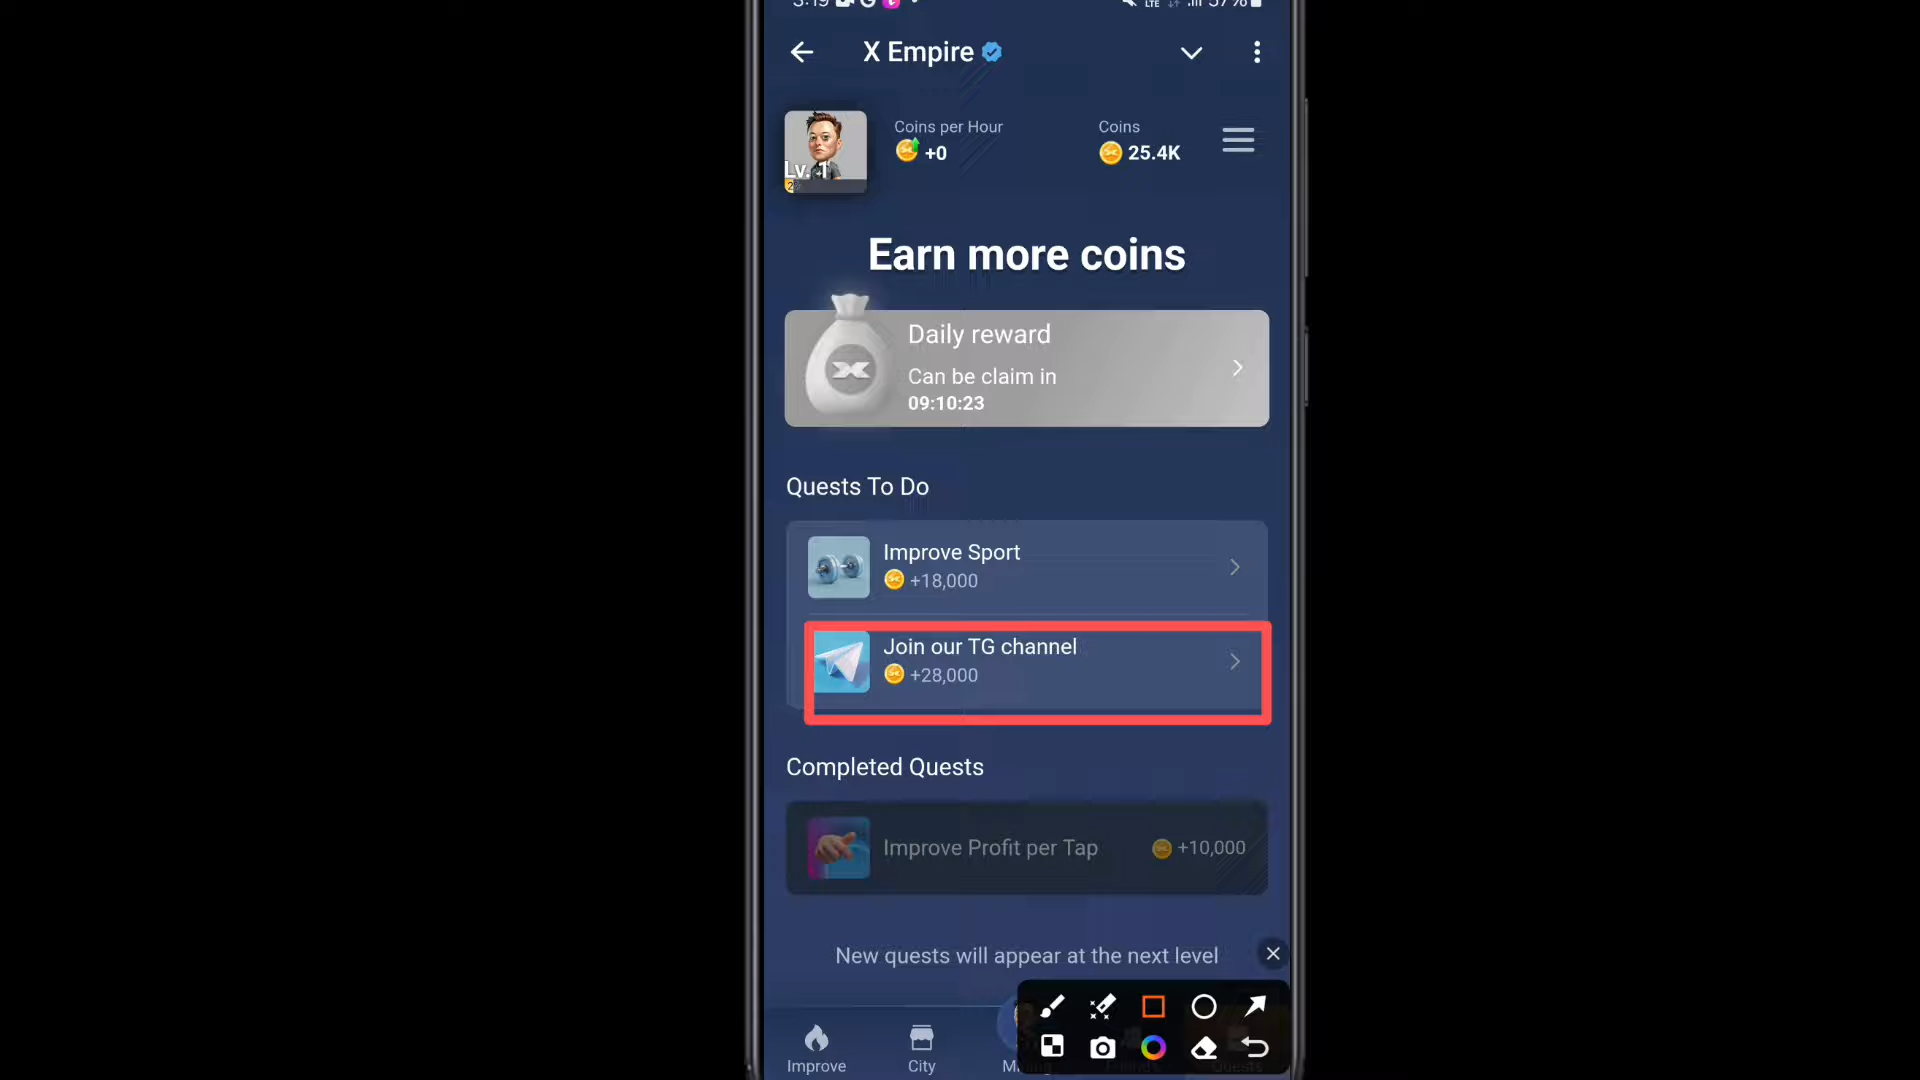 X Empire
Coins per Hour
+0
Coins
25.4K
Lv. 1
Earn more coins
Daily reward
Can be claim in
09:10:23
Quests To Do
Improve Sport
+18,000
Join our TG channel
+28,000
Completed Quests
Improve Profit per Tap
+10,000
New quests will appear at the next level
Improve
City
Quests